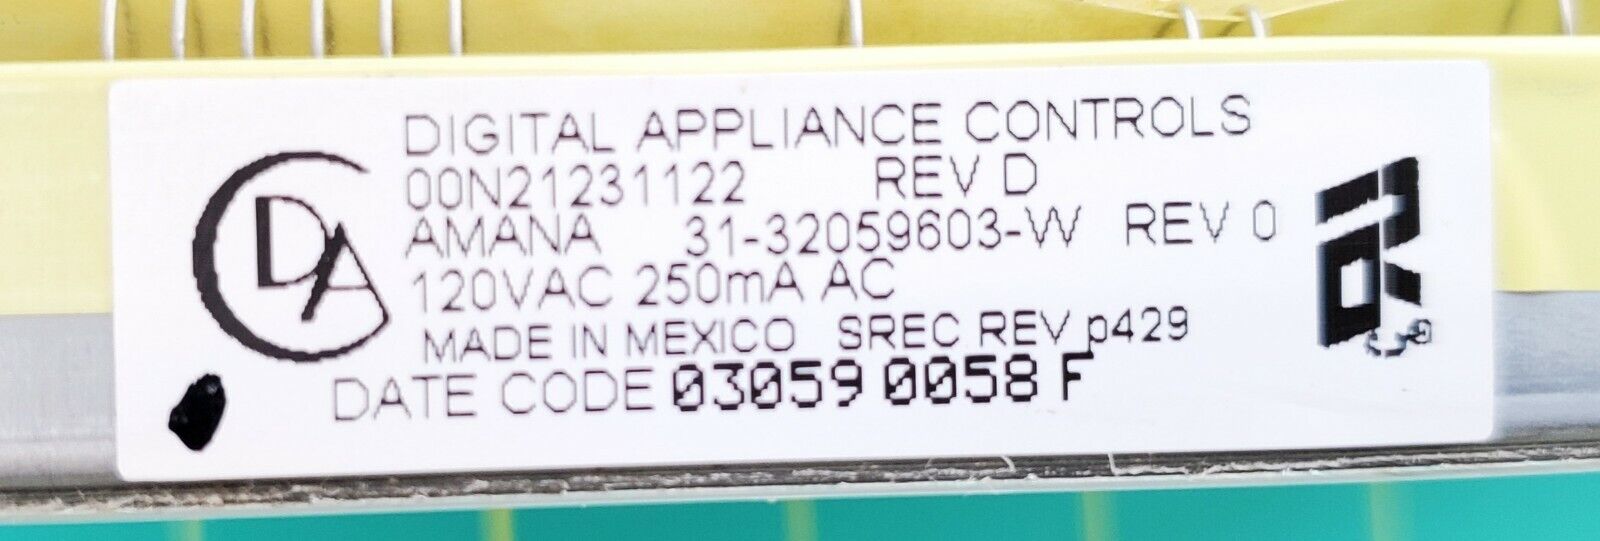 DIGITAL APPLIANCE CONTROLS
00N21231122 REV D
AMANA 31-32059603-W REV 0
120VAC 250mA AC
MADE IN MEXICO SREC REV p429
DATE CODE 03059 0058 F
DA